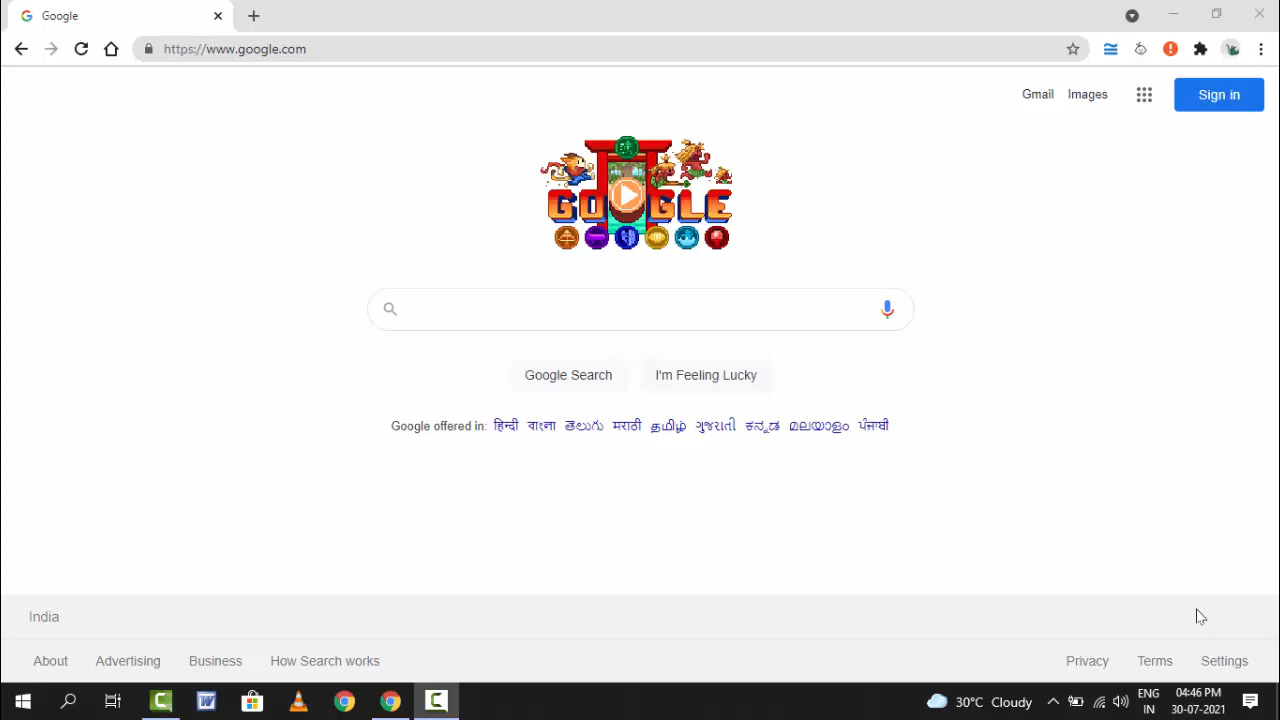 Google
https://www.google.com
Gmail Images Sign in
GOOGLE
Google Search I'm Feeling Lucky
Google offered in: हिन्दी বাংলা తెలుగు मराठी தமிழ் ગુજરાતી ಕನ್ನಡ മലയാളം ਪੰਜਾਬੀ
India
About Advertising Business How Search works Privacy Terms Settings
30°C Cloudy ENG 04:46 PM
IN 30-07-2021